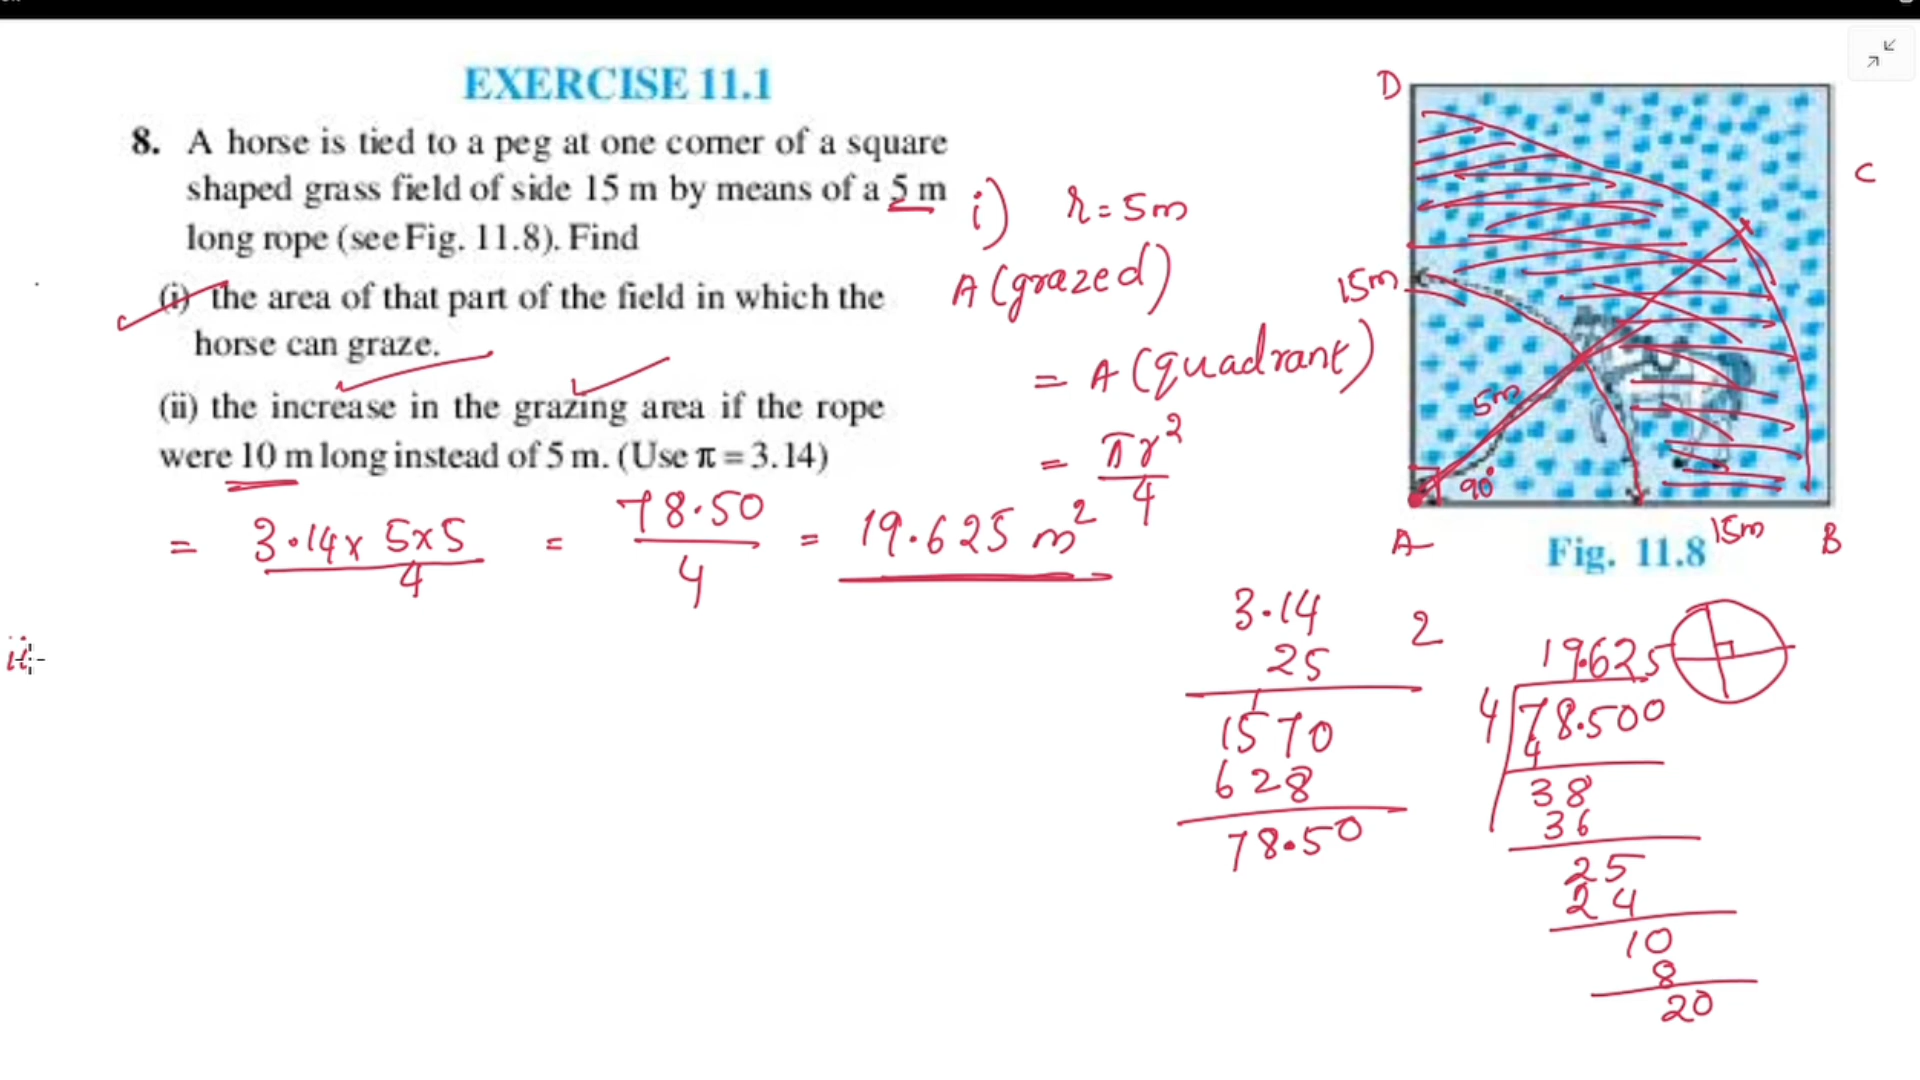 EXERCISE 11.1
8. A horse is tied to a peg at one corner of a square
shaped grass field of side 15 m by means of a 5 m
long rope (see Fig. 11.8). Find
(i) the area of that part of the field in which the
horse can graze.
(ii) the increase in the grazing area if the rope
were 10 m long instead of 5 m. (Use π = 3.14)
i) r = 5m
A (grazed)
= A (quadrant)
= πr²/4
= 3.14 x 5x5/4 = 78.50/4 = 19.625 m²
ii
D
C
15m
5m
90°
A
15m
B
Fig. 11.8
3.14
25
2
1
1570
628
78.50
19.625
4 78.500
4
38
36
25
24
10
8
20